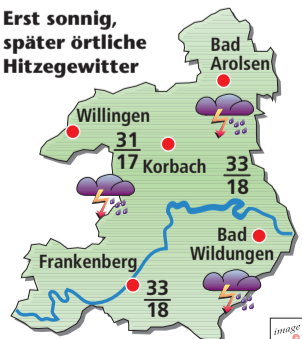 Erst sonnig,
später örtliche
Hitzegewitter
Bad
Arolsen
Willingen
31
17
Korbach
33
18
Bad
Wildungen
Frankenberg
33
18
image